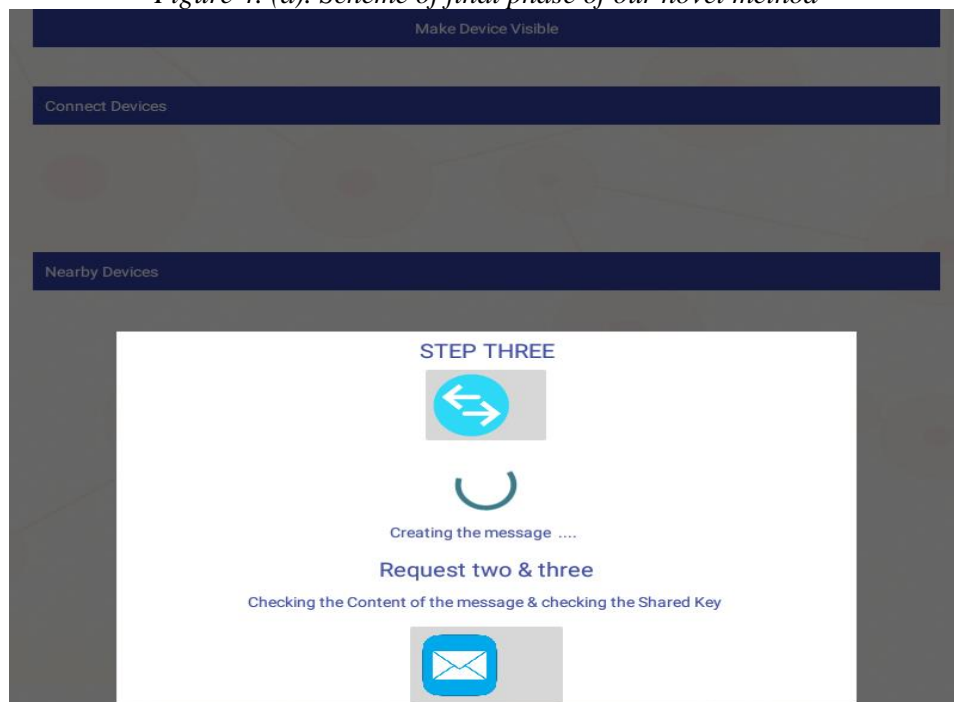 Figure 4. (a). Scheme of final phase of our novel method
Make Device Visible
Connect Devices
Nearby Devices
STEP THREE
Creating the message ....
Request two & three
Checking the Content of the message & checking the Shared Key